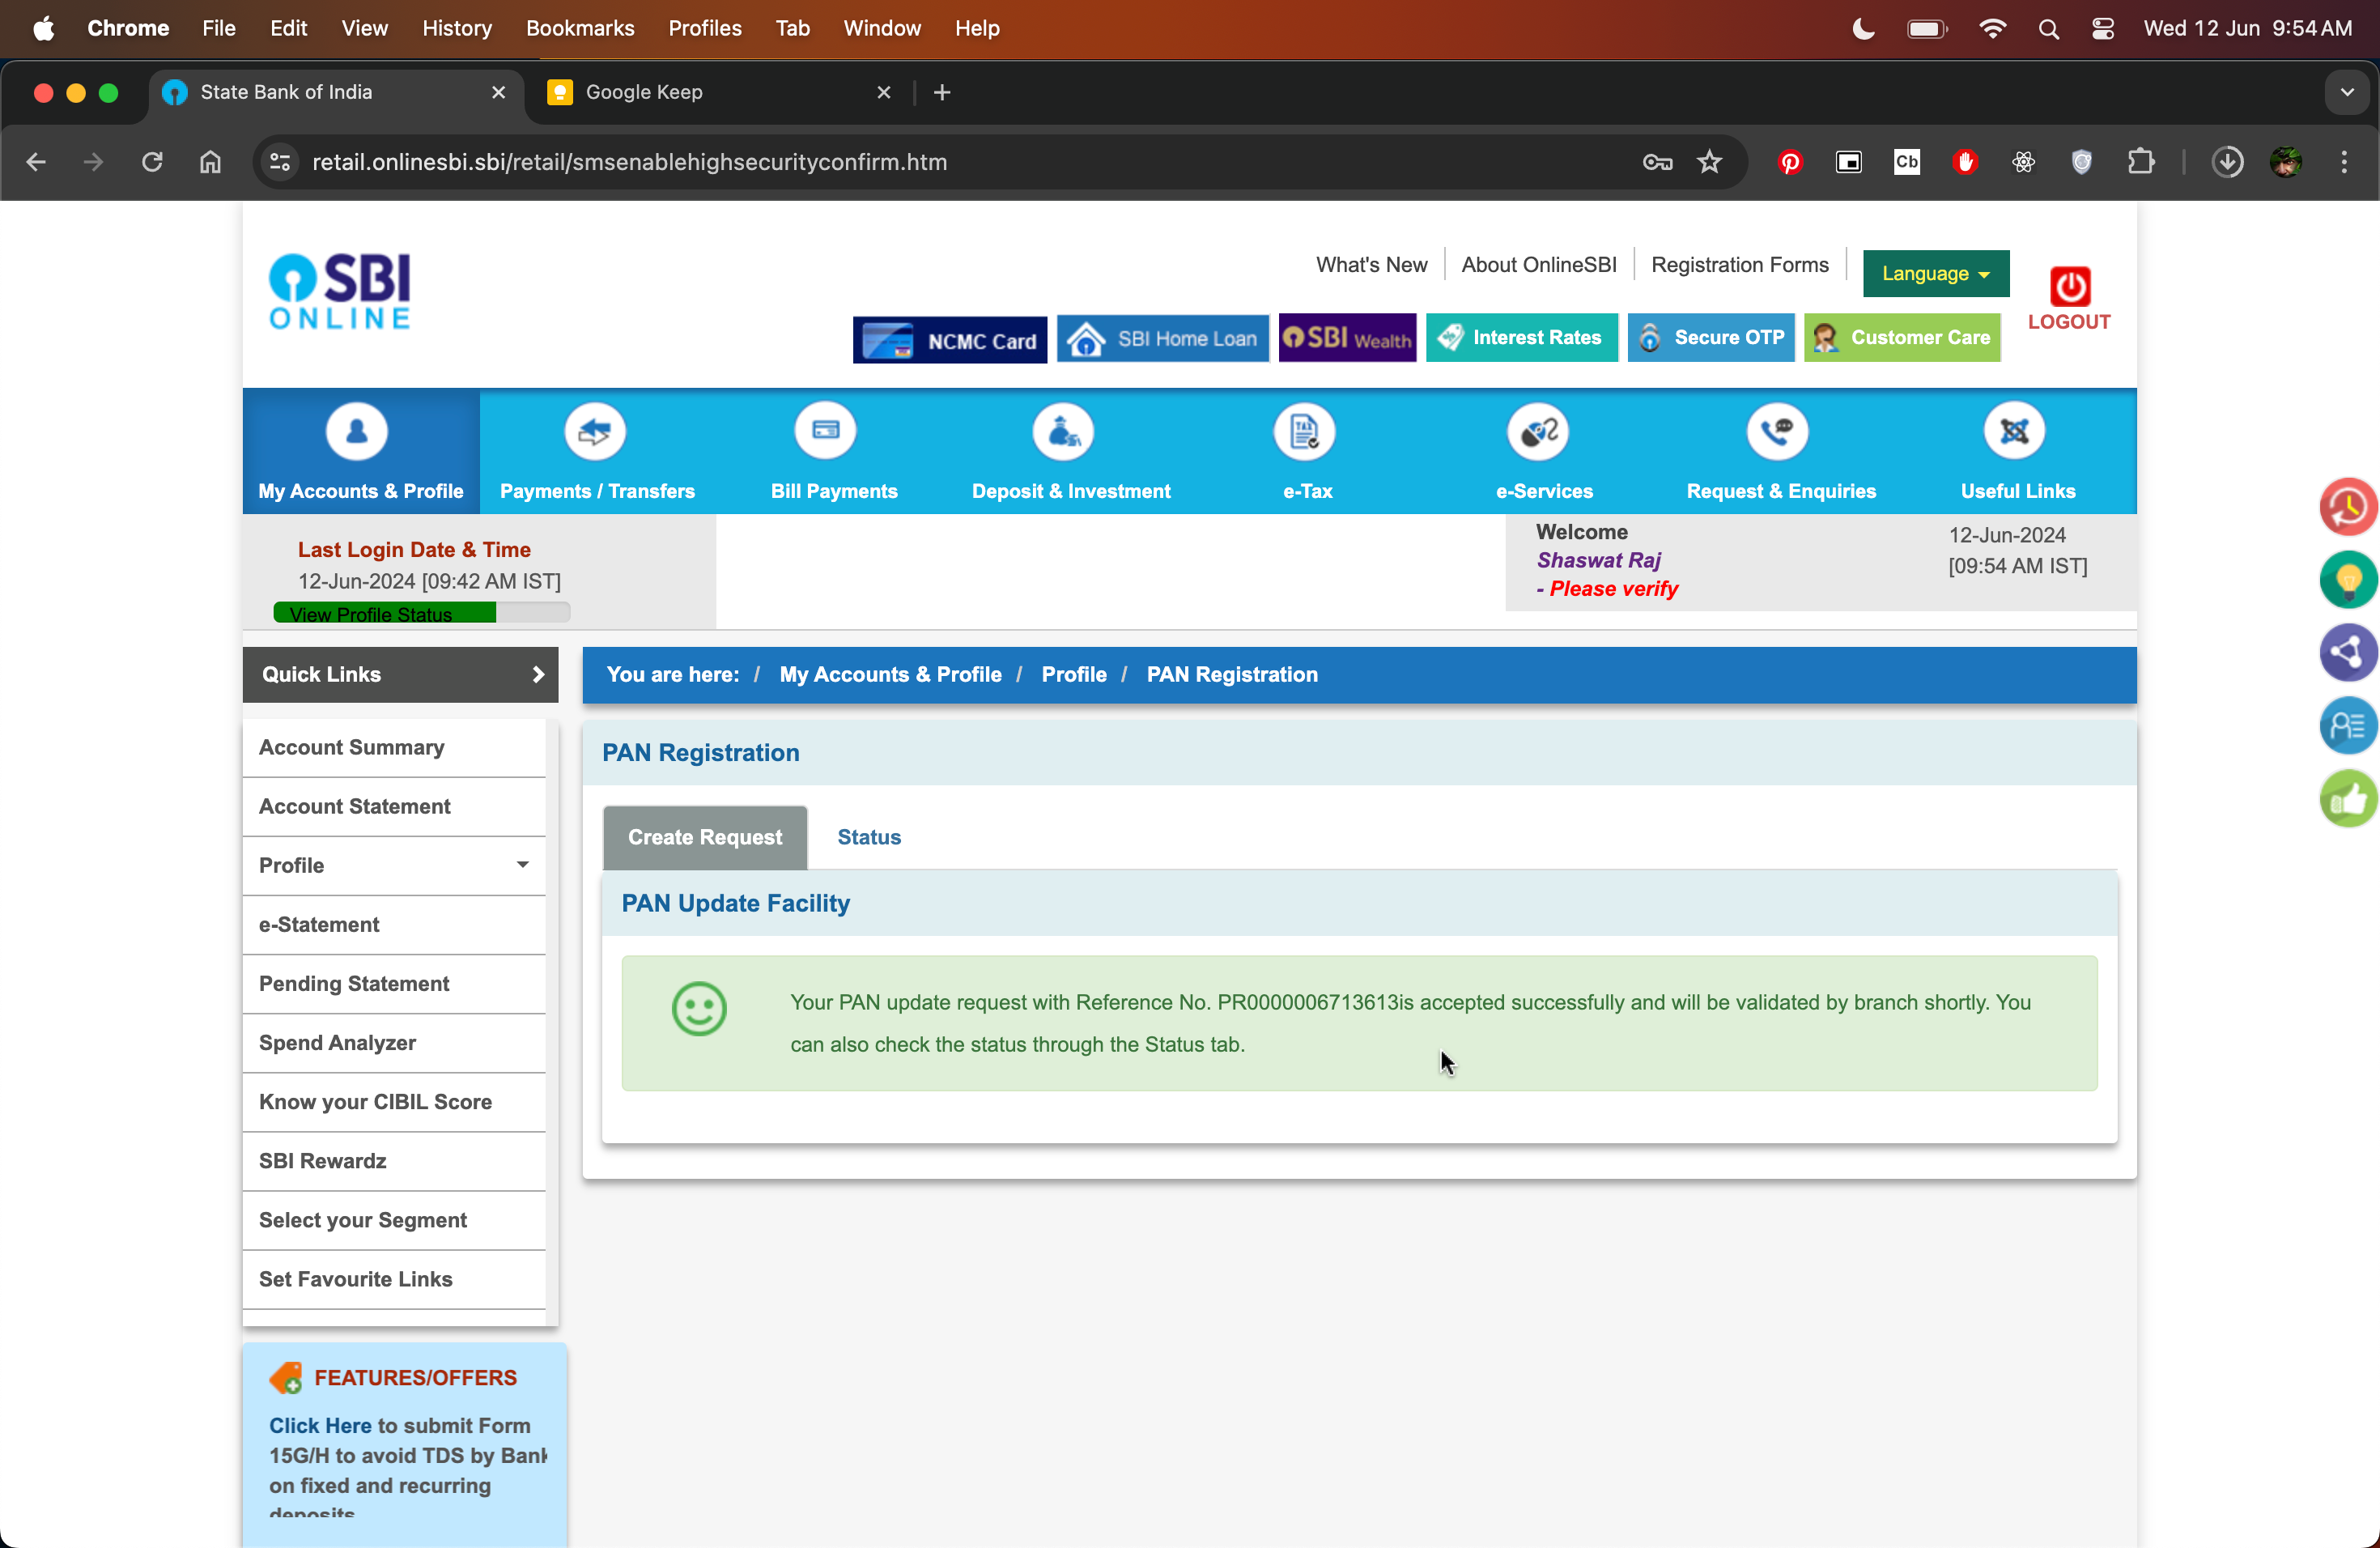 Chrome File Edit View History Bookmarks Profiles Tab Window Help Wed 12 Jun 9:54 AM
State Bank of India Google Keep
retail.onlinesbi.sbi/retail/smsenablehighsecurityconfirm.htm Cb
SBI
ONLINE
What's New About OnlineSBI Registration Forms Language
LOGOUT
NCMC Card SBI Home Loan SBI Wealth Interest Rates Secure OTP Customer Care
TAX
My Accounts & Profile Payments / Transfers Bill Payments Deposit & Investment e-Tax e-Services Request & Enquiries Useful Links
Last Login Date & Time
12-Jun-2024 [09:42 AM IST]
View Profile Status
Welcome
Shaswat Raj
- Please verify
12-Jun-2024
[09:54 AM IST]
Quick Links
You are here: / My Accounts & Profile / Profile / PAN Registration
Account Summary
Account Statement
Profile
e-Statement
Pending Statement
Spend Analyzer
Know your CIBIL Score
SBI Rewardz
Select your Segment
Set Favourite Links
PAN Registration
Create Request Status
PAN Update Facility
Your PAN update request with Reference No. PR0000006713613is accepted successfully and will be validated by branch shortly. You
can also check the status through the Status tab.
FEATURES/OFFERS
Click Here to submit Form
15G/H to avoid TDS by Bank
on fixed and recurring
deposits